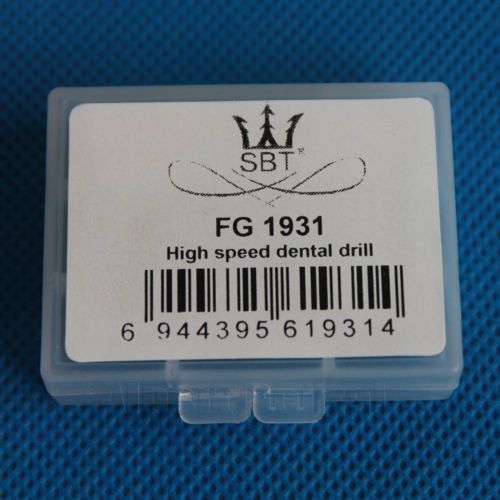 SBT®
FG 1931
High speed dental drill
6 944395 619314